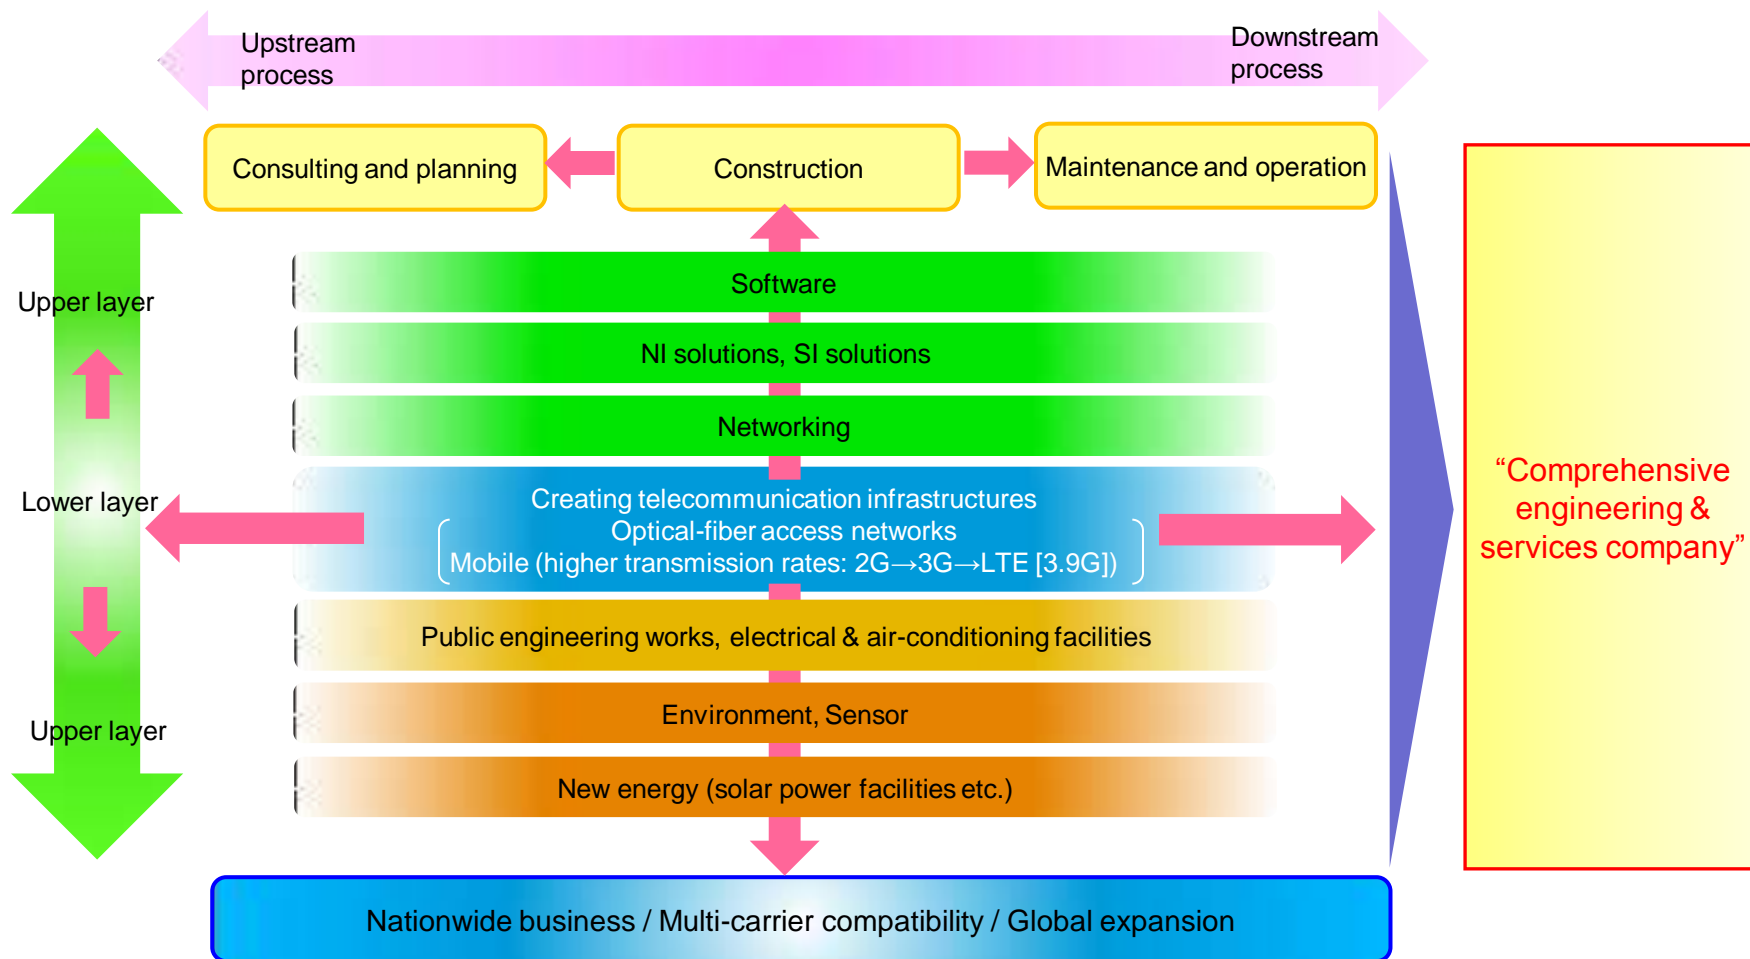 Upstream
process
Downstream
process
Consulting and planning
Construction
Maintenance and operation
Upper layer
Software
NI solutions, SI solutions
Networking
Lower layer
Creating telecommunication infrastructures
Optical-fiber access networks
Mobile (higher transmission rates: 2G→3G→LTE [3.9G])
Public engineering works, electrical & air-conditioning facilities
Upper layer
Environment, Sensor
New energy (solar power facilities etc.)
Nationwide business / Multi-carrier compatibility / Global expansion
“Comprehensive
engineering &
services company”